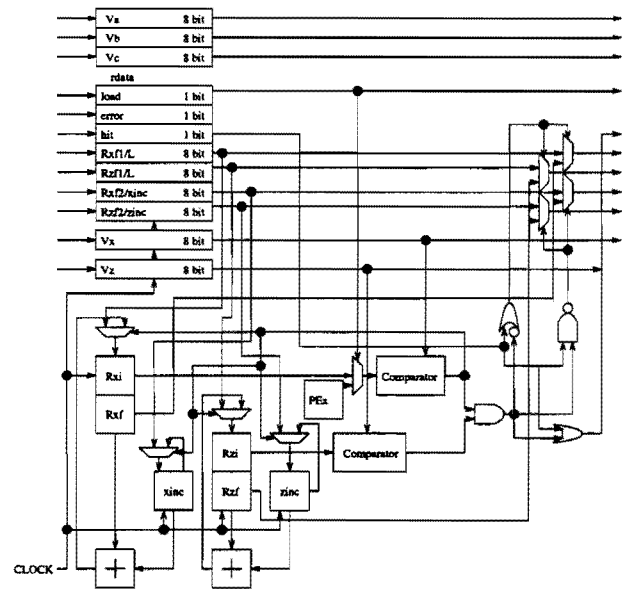 Va 8 bit
Vb 8 bit
Vc 8 bit
rdata
load 1 bit
error 1 bit
hit 1 bit
Rxf1/L 8 bit
Rzf1/L 8 bit
Rxf2/xinc 8 bit
Rzf2/zinc 8 bit
Vx 8 bit
Vz 8 bit
Rxi
Rxf
PEx
Comparator
Rzi
Rzf
Comparator
xinc
zinc
+
+
CLOCK